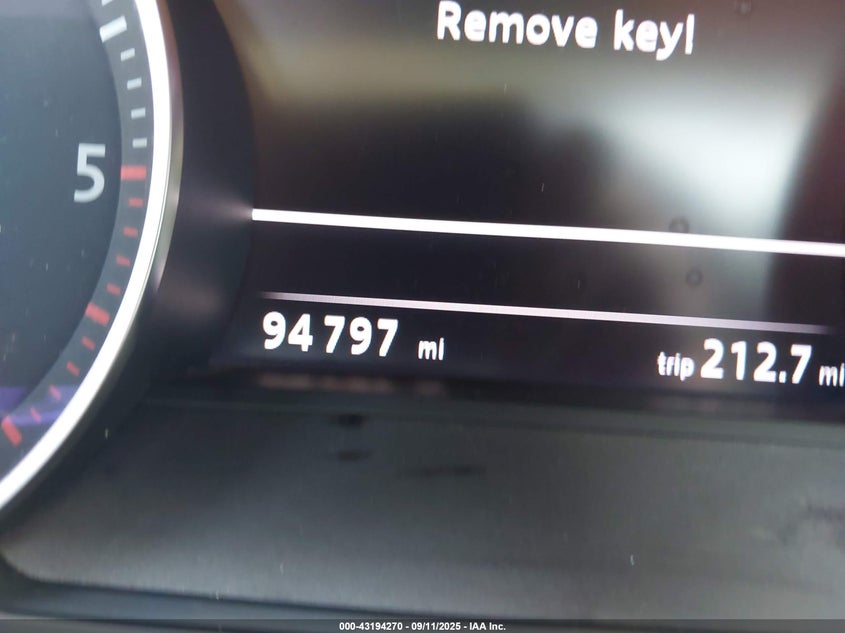 Remove key!
5
94797 mi
trip 212.7 mi
000-43194270 - 09/11/2025 - IAA Inc.